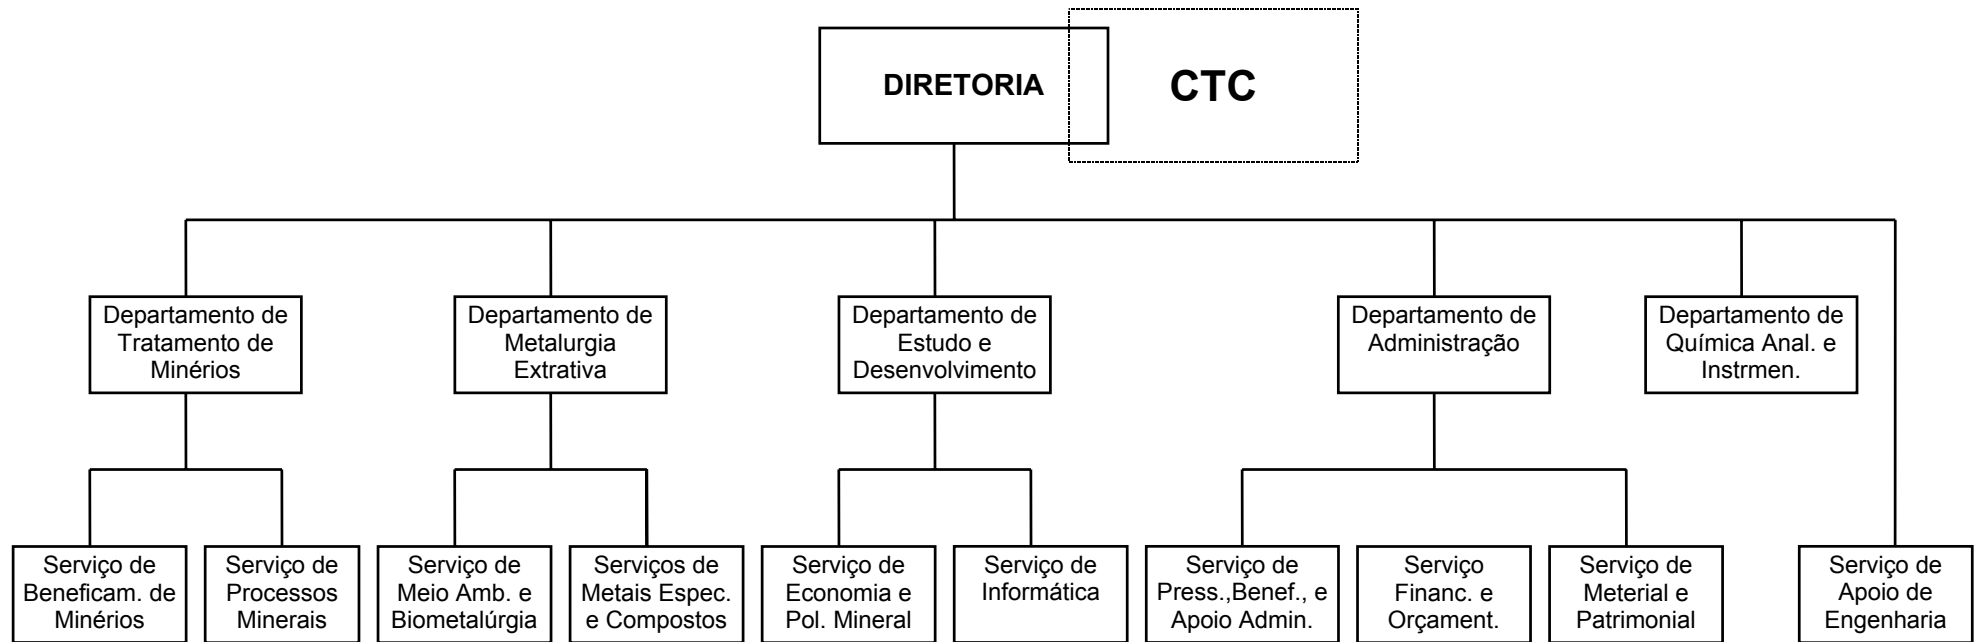 DIRETORIA
CTC
Departamento de
Tratamento de
Minérios
Departamento de
Metalurgia
Extrativa
Departamento de
Estudo e
Desenvolvimento
Departamento de
Administração
Departamento de
Química Anal. e
Instrmen.
Serviço de
Beneficam. de
Minérios
Serviço de
Processos
Minerais
Serviço de
Meio Amb. e
Biometalúrgia
Serviços de
Metais Espec.
e Compostos
Serviço de
Economia e
Pol. Mineral
Serviço de
Informática
Serviço de
Press.,Benef., e
Apoio Admin.
Serviço
Financ. e
Orçament.
Serviço de
Meterial e
Patrimonial
Serviço de
Apoio de
Engenharia